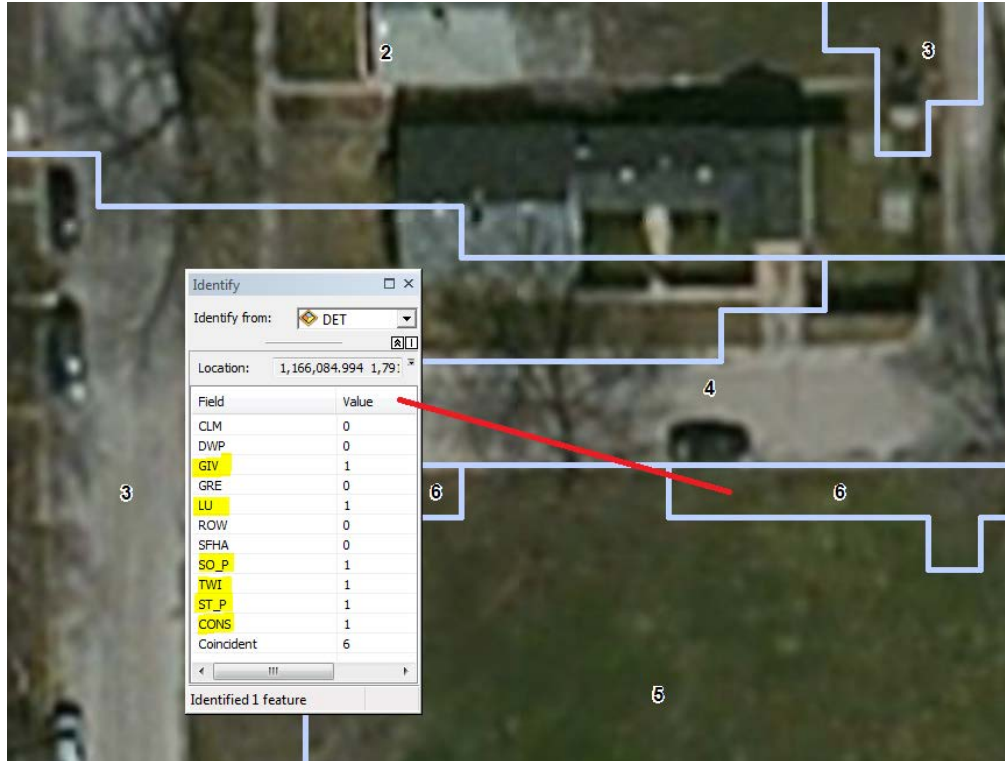 2
3
Identify
Identify from: DET
Location: 1,166,084.994 1,791
Field Value
CLM 0
DWP 0
GIV 1
GRE 0
LU 1
ROW 0
SFHA 0
SO_P 1
TWI 1
ST_P 1
CONS 1
Coincident 6
Identified 1 feature
4
3
6
6
5